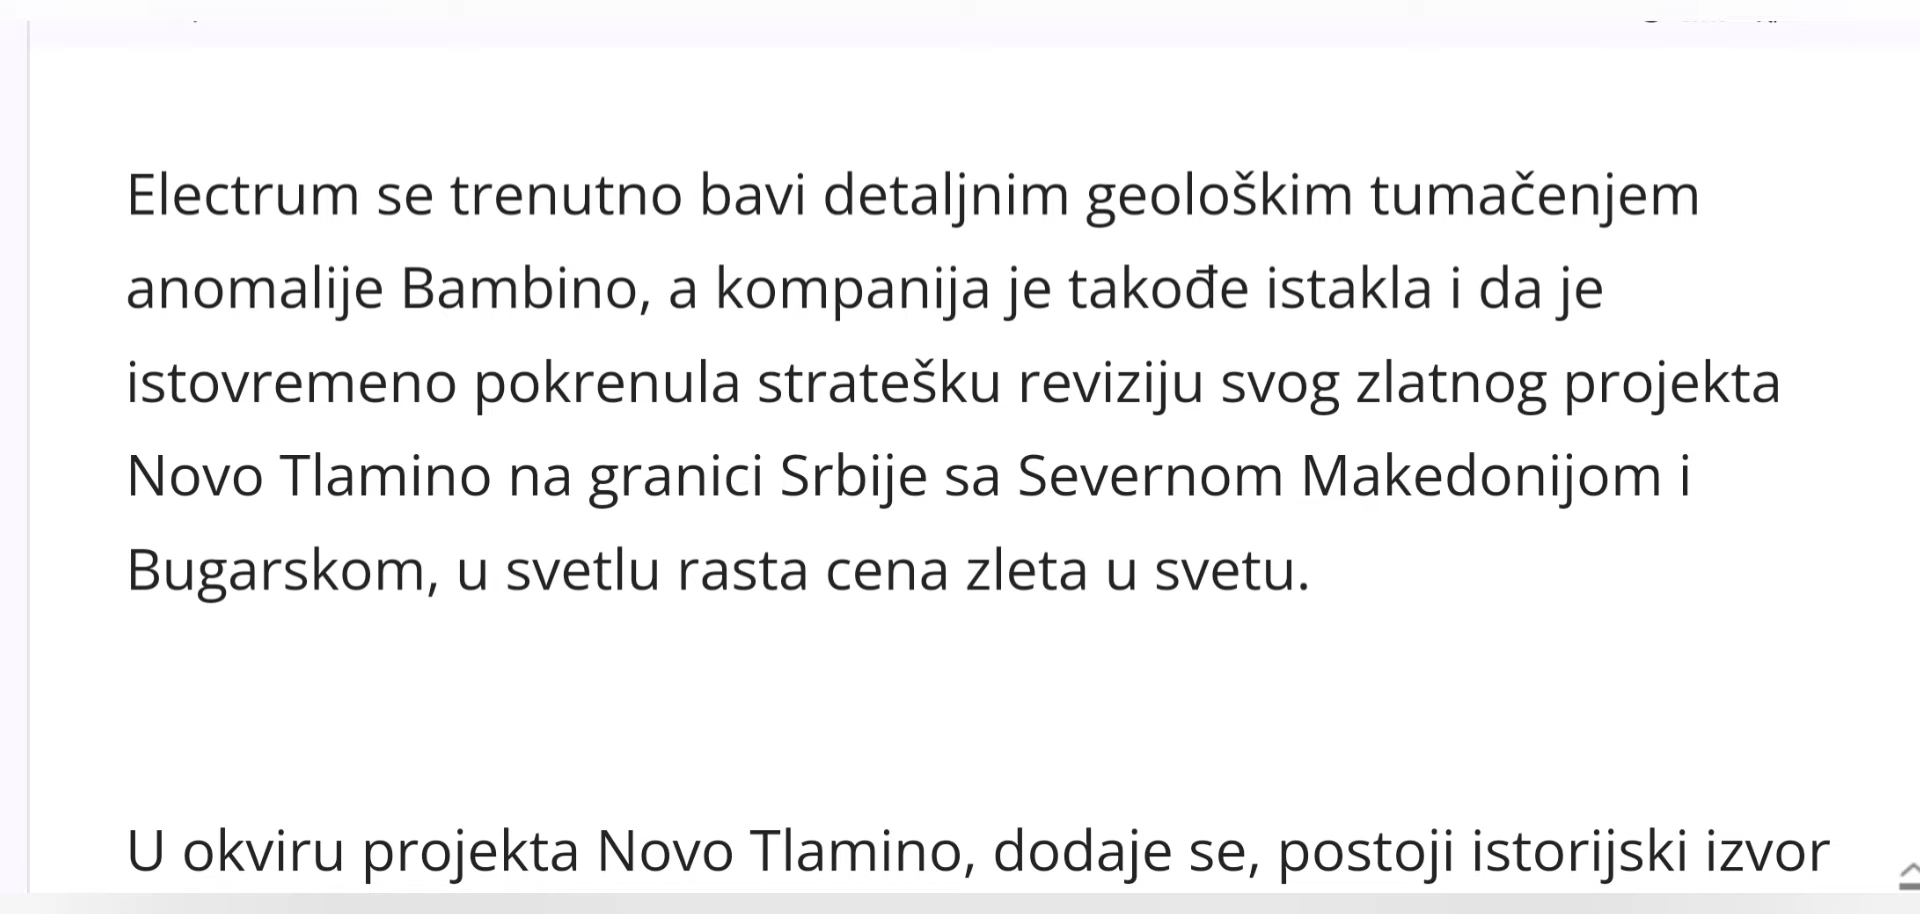 Electrum se trenutno bavi detaljnim geološkim tumačenjem
anomalije Bambino, a kompanija je takođe istakla i da je
istovremeno pokrenula stratešku reviziju svog zlatnog projekta
Novo Tlamino na granici Srbije sa Severnom Makedonijom i
Bugarskom, u svetlu rasta cena zleta u svetu.
U okviru projekta Novo Tlamino, dodaje se, postoji istorijski izvor